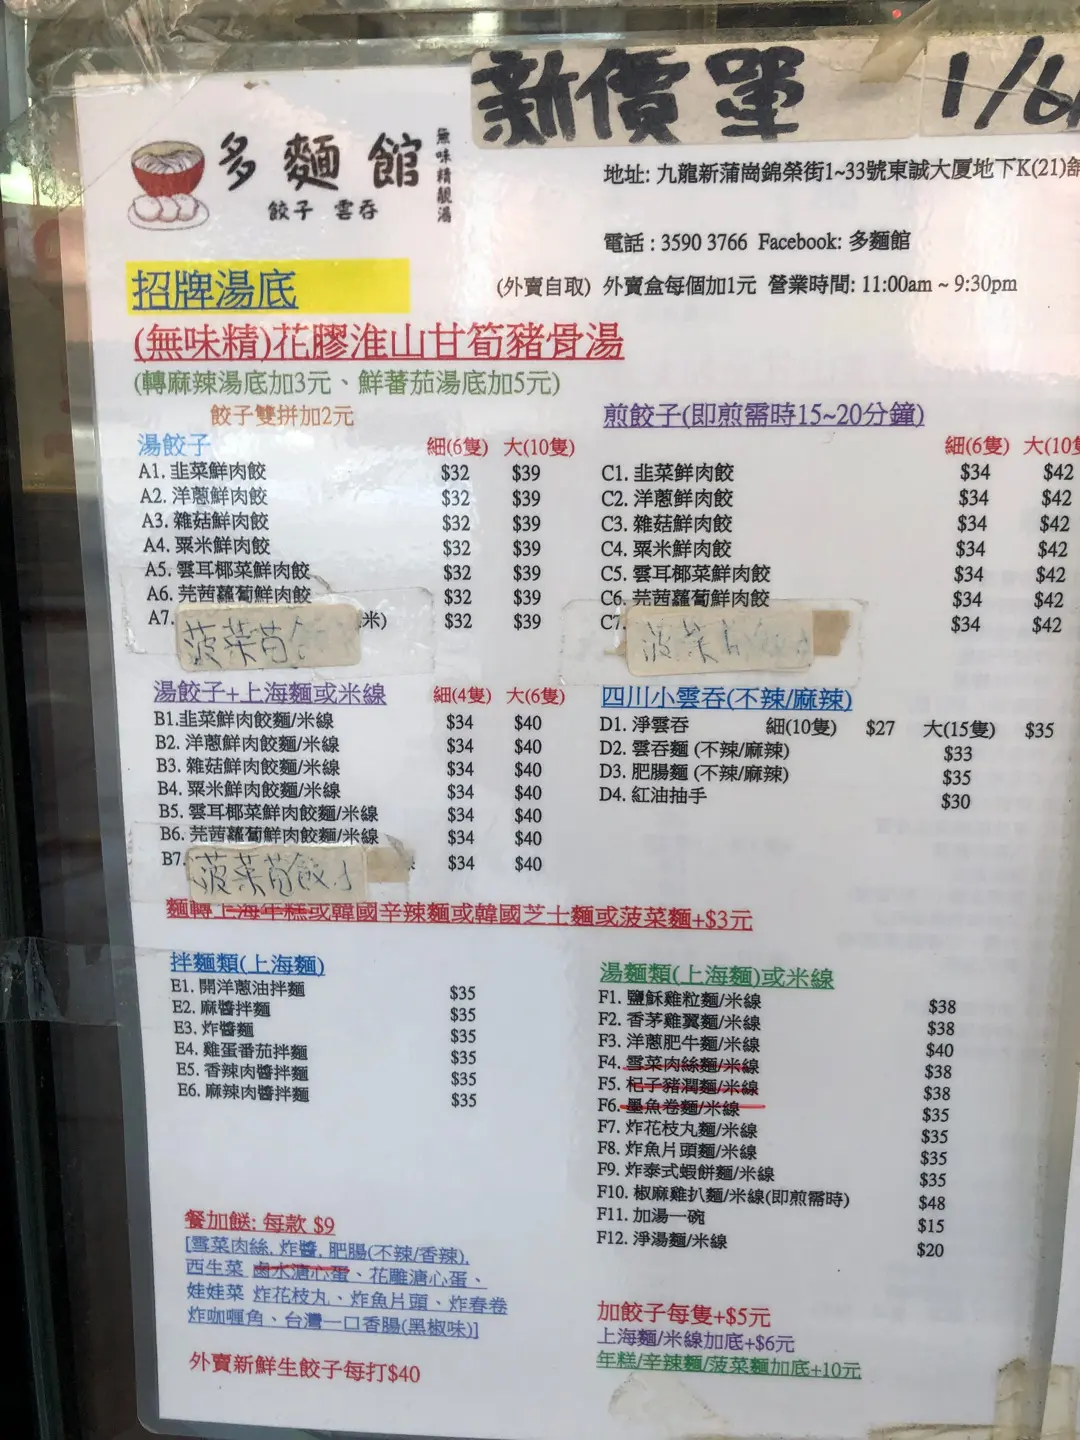 新價單 1/6
多麵館
無味精靚湯
餃子 雲吞
地址: 九龍新蒲崗錦榮街1~33號東誠大厦地下K(21)舖
電話 : 3590 3766 Facebook: 多麵館
(外賣自取) 外賣盒每個加1元 營業時間: 11:00am ~ 9:30pm
招牌湯底
(無味精)花膠淮山甘筍豬骨湯
(轉麻辣湯底加3元、鮮蕃茄湯底加5元)
餃子雙拼加2元
湯餃子 細(6隻) 大(10隻)
A1. 韭菜鮮肉餃 $32 $39
A2. 洋蔥鮮肉餃 $32 $39
A3. 雜菇鮮肉餃 $32 $39
A4. 粟米鮮肉餃 $32 $39
A5. 雲耳椰菜鮮肉餃 $32 $39
A6. 芫茜蘿蔔鮮肉餃 $32 $39
A7. 菠菜 米) $32 $39
煎餃子(即煎需時15~20分鐘)
細(6隻) 大(10隻
C1. 韭菜鮮肉餃 $34 $42
C2. 洋蔥鮮肉餃 $34 $42
C3. 雜菇鮮肉餃 $34 $42
C4. 粟米鮮肉餃 $34 $42
C5. 雲耳椰菜鮮肉餃 $34 $42
C6. 芫茜蘿蔔鮮肉餃 $34 $42
C7. 菠菜 $34 $42
湯餃子+上海麵或米線 細(4隻) 大(6隻)
B1.韭菜鮮肉餃麵/米線 $34 $40
B2. 洋蔥鮮肉餃麵/米線 $34 $40
B3. 雜菇鮮肉餃麵/米線 $34 $40
B4. 粟米鮮肉餃麵/米線 $34 $40
B5. 雲耳椰菜鮮肉餃麵/米線 $34 $40
B6. 芫茜蘿蔔鮮肉餃麵/米線 $34 $40
B7. 菠菜 餃子 $34 $40
四川小雲吞(不辣/麻辣)
D1. 淨雲吞 細(10隻) $27 大(15隻) $35
D2. 雲吞麵 (不辣/麻辣) $33
D3. 肥腸麵 (不辣/麻辣) $35
D4. 紅油抽手 $30
麵轉上海年糕或韓國辛辣麵或韓國芝士麵或菠菜麵+$3元
拌麵類(上海麵)
E1. 開洋蔥油拌麵 $35
E2. 麻醬拌麵 $35
E3. 炸醬麵 $35
E4. 雞蛋番茄拌麵 $35
E5. 香辣肉醬拌麵 $35
E6. 麻辣肉醬拌麵 $35
湯麵類(上海麵)或米線
F1. 鹽穌雞粒麵/米線 $38
F2. 香茅雞翼麵/米線 $38
F3. 洋蔥肥牛麵/米線 $40
F4. 雪菜肉絲麵/米線 $38
F5. 杞子豬潤麵/米線 $38
F6. 墨魚卷麵/米線 $35
F7. 炸花枝丸麵/米線 $35
F8. 炸魚片頭麵/米線 $35
F9. 炸泰式蝦餅麵/米線 $35
F10. 椒麻雞扒麵/米線(即煎需時) $48
F11. 加湯一碗 $15
F12. 淨湯麵/米線 $20
餐加餸: 每款 $9
[雪菜肉絲, 炸醬, 肥腸(不辣/香辣),
西生菜 鹵水溏心蛋、花雕溏心蛋、
娃娃菜 炸花枝丸、炸魚片頭、炸春卷
炸咖喱角、台灣一口香腸(黑椒味)]
外賣新鮮生餃子每打$40
加餃子每隻+$5元
上海麵/米線加底+$6元
年糕/辛辣麵/菠菜麵加底+10元